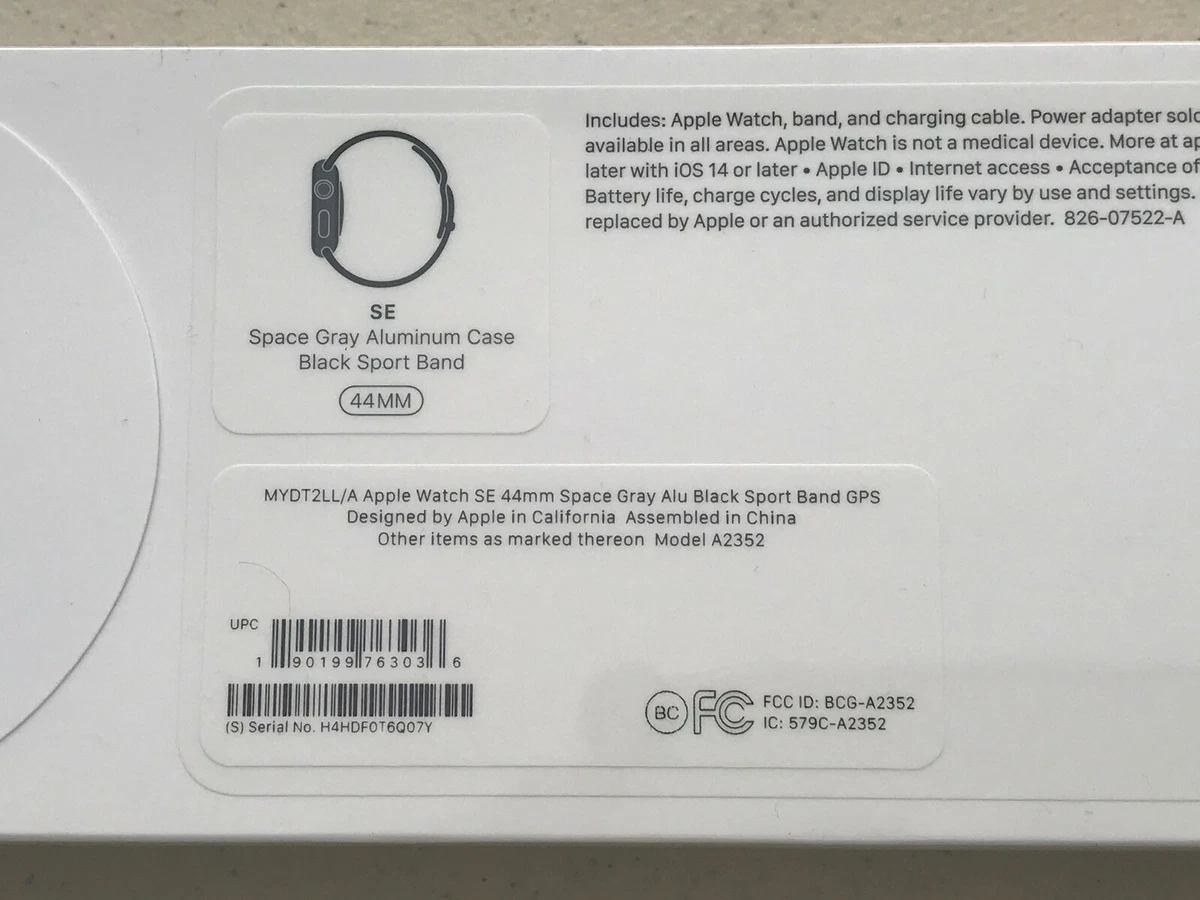 Includes: Apple Watch, band, and charging cable. Power adapter sold
available in all areas. Apple Watch is not a medical device. More at
later with iOS 14 or later • Apple ID • Internet access • Acceptance of
Battery life, charge cycles, and display life vary by use and settings.
replaced by Apple or an authorized service provider. 826-07522-A
SE
Space Gray Aluminum Case
Black Sport Band
44MM
MYDT2LL/A Apple Watch SE 44mm Space Gray Alu Black Sport Band GPS
Designed by Apple in California Assembled in China
Other items as marked thereon Model A2352
UPC
1 90199 76303 6
(S) Serial No. H4HDF0T6Q07Y
BC FC FCC ID: BCG-A2352
IC: 579C-A2352